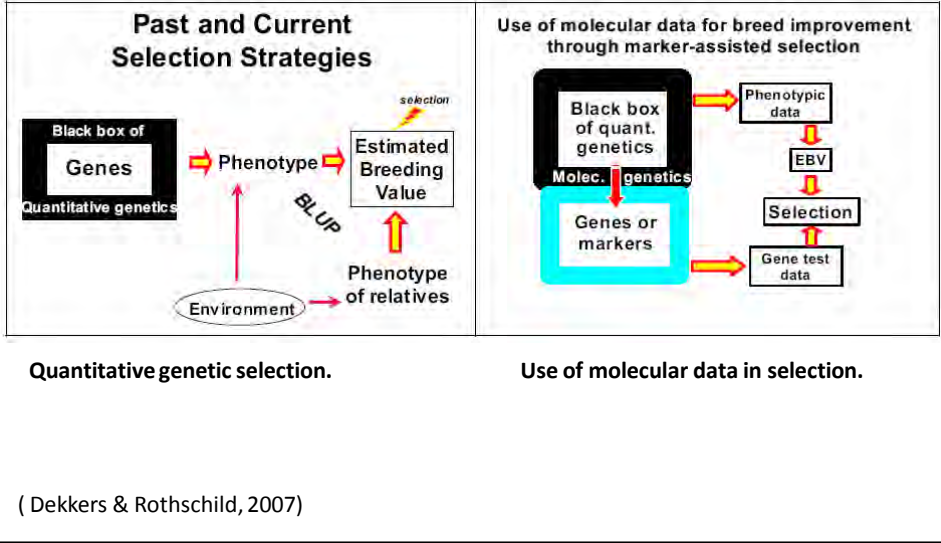 Past and Current
Selection Strategies
selection
Black box of
Genes
Quantitative genetics
Phenotype
Estimated
Breeding
Value
BLUP
Phenotype
of relatives
Environment
Use of molecular data for breed improvement
through marker-assisted selection
Black box
of quant.
genetics
Molec. genetics
Genes or
markers
Phenotypic
data
EBV
Selection
Gene test
data
Quantitative genetic selection.
Use of molecular data in selection.
( Dekkers & Rothschild, 2007)